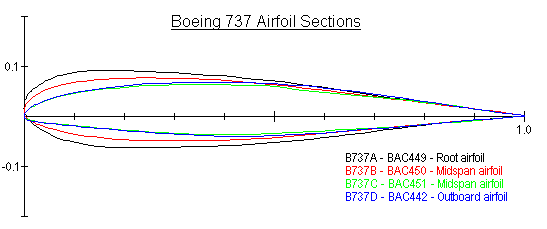 Boeing 737 Airfoil Sections
0.1
1.0
-0.1
B737A - BAC449 - Root airfoil
B737B - BAC450 - Midspan airfoil
B737C - BAC451 - Midspan airfoil
B737D - BAC442 - Outboard airfoil